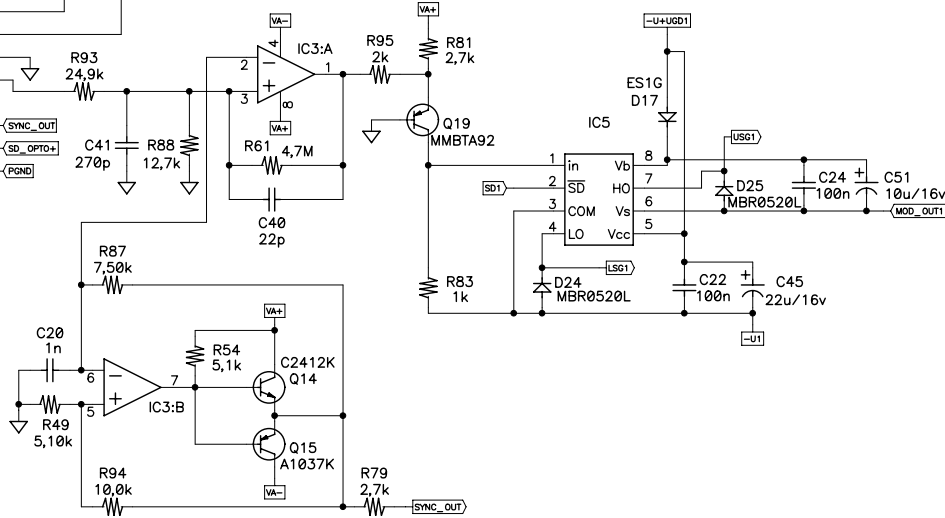 VA-
VA+
-U+UGD1
R93
24,9k
IC3:A
4
2
3
1
8
VA+
R95
2k
R81
2,7k
ES1G
D17
Q19
MMBTA92
IC5
USG1
SYNC_OUT
SD_OPTO+
PGND
C41
270p
R88
12,7k
R61
4,7M
C40
22p
1
in
Vb
8
SD1
2
SD
HO
7
3
COM
Vs
6
4
LO
Vcc
5
D25
MBR0520L
C24
100n
+
C51
10u/16v
MOD_OUT1
LSG1
D24
MBR0520L
R83
1k
C22
100n
+
C45
22u/16v
-U1
R87
7,50k
VA+
C20
1n
R54
5,1k
C2412K
Q14
6
5
7
IC3:B
R49
5,10k
Q15
A1037K
VA-
R94
10,0k
R79
2,7k
SYNC_OUT